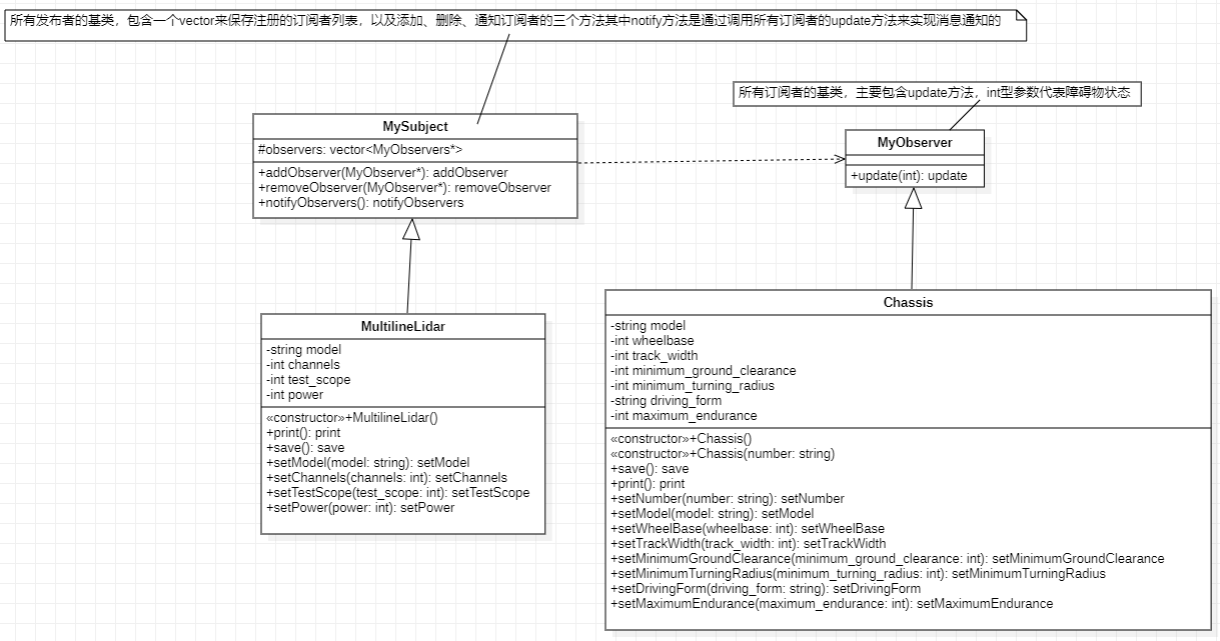 所有发布者的基类，包含一个vector来保存注册的订阅者列表，以及添加、删除、通知订阅者的三个方法其中notify方法是通过调用所有订阅者的update方法来实现消息通知的
所有订阅者的基类，主要包含update方法，int型参数代表障碍物状态
MySubject
#observers: vector<MyObservers*>
+addObserver(MyObserver*): addObserver
+removeObserver(MyObserver*): removeObserver
+notifyObservers(): notifyObservers
MyObserver
+update(int): update
MultilineLidar
-string model
-int channels
-int test_scope
-int power
«constructor»+MultilineLidar()
+print(): print
+save(): save
+setModel(model: string): setModel
+setChannels(channels: int): setChannels
+setTestScope(test_scope: int): setTestScope
+setPower(power: int): setPower
Chassis
-string model
-int wheelbase
-int track_width
-int minimum_ground_clearance
-int minimum_turning_radius
-string driving_form
-int maximum_endurance
«constructor»+Chassis()
«constructor»+Chassis(number: string)
+save(): save
+print(): print
+setNumber(number: string): setNumber
+setModel(model: string): setModel
+setWheelBase(wheelbase: int): setWheelBase
+setTrackWidth(track_width: int): setTrackWidth
+setMinimumGroundClearance(minimum_ground_clearance: int): setMinimumGroundClearance
+setMinimumTurningRadius(minimum_turning_radius: int): setMinimumTurningRadius
+setDrivingForm(driving_form: string): setDrivingForm
+setMaximumEndurance(maximum_endurance: int): setMaximumEndurance